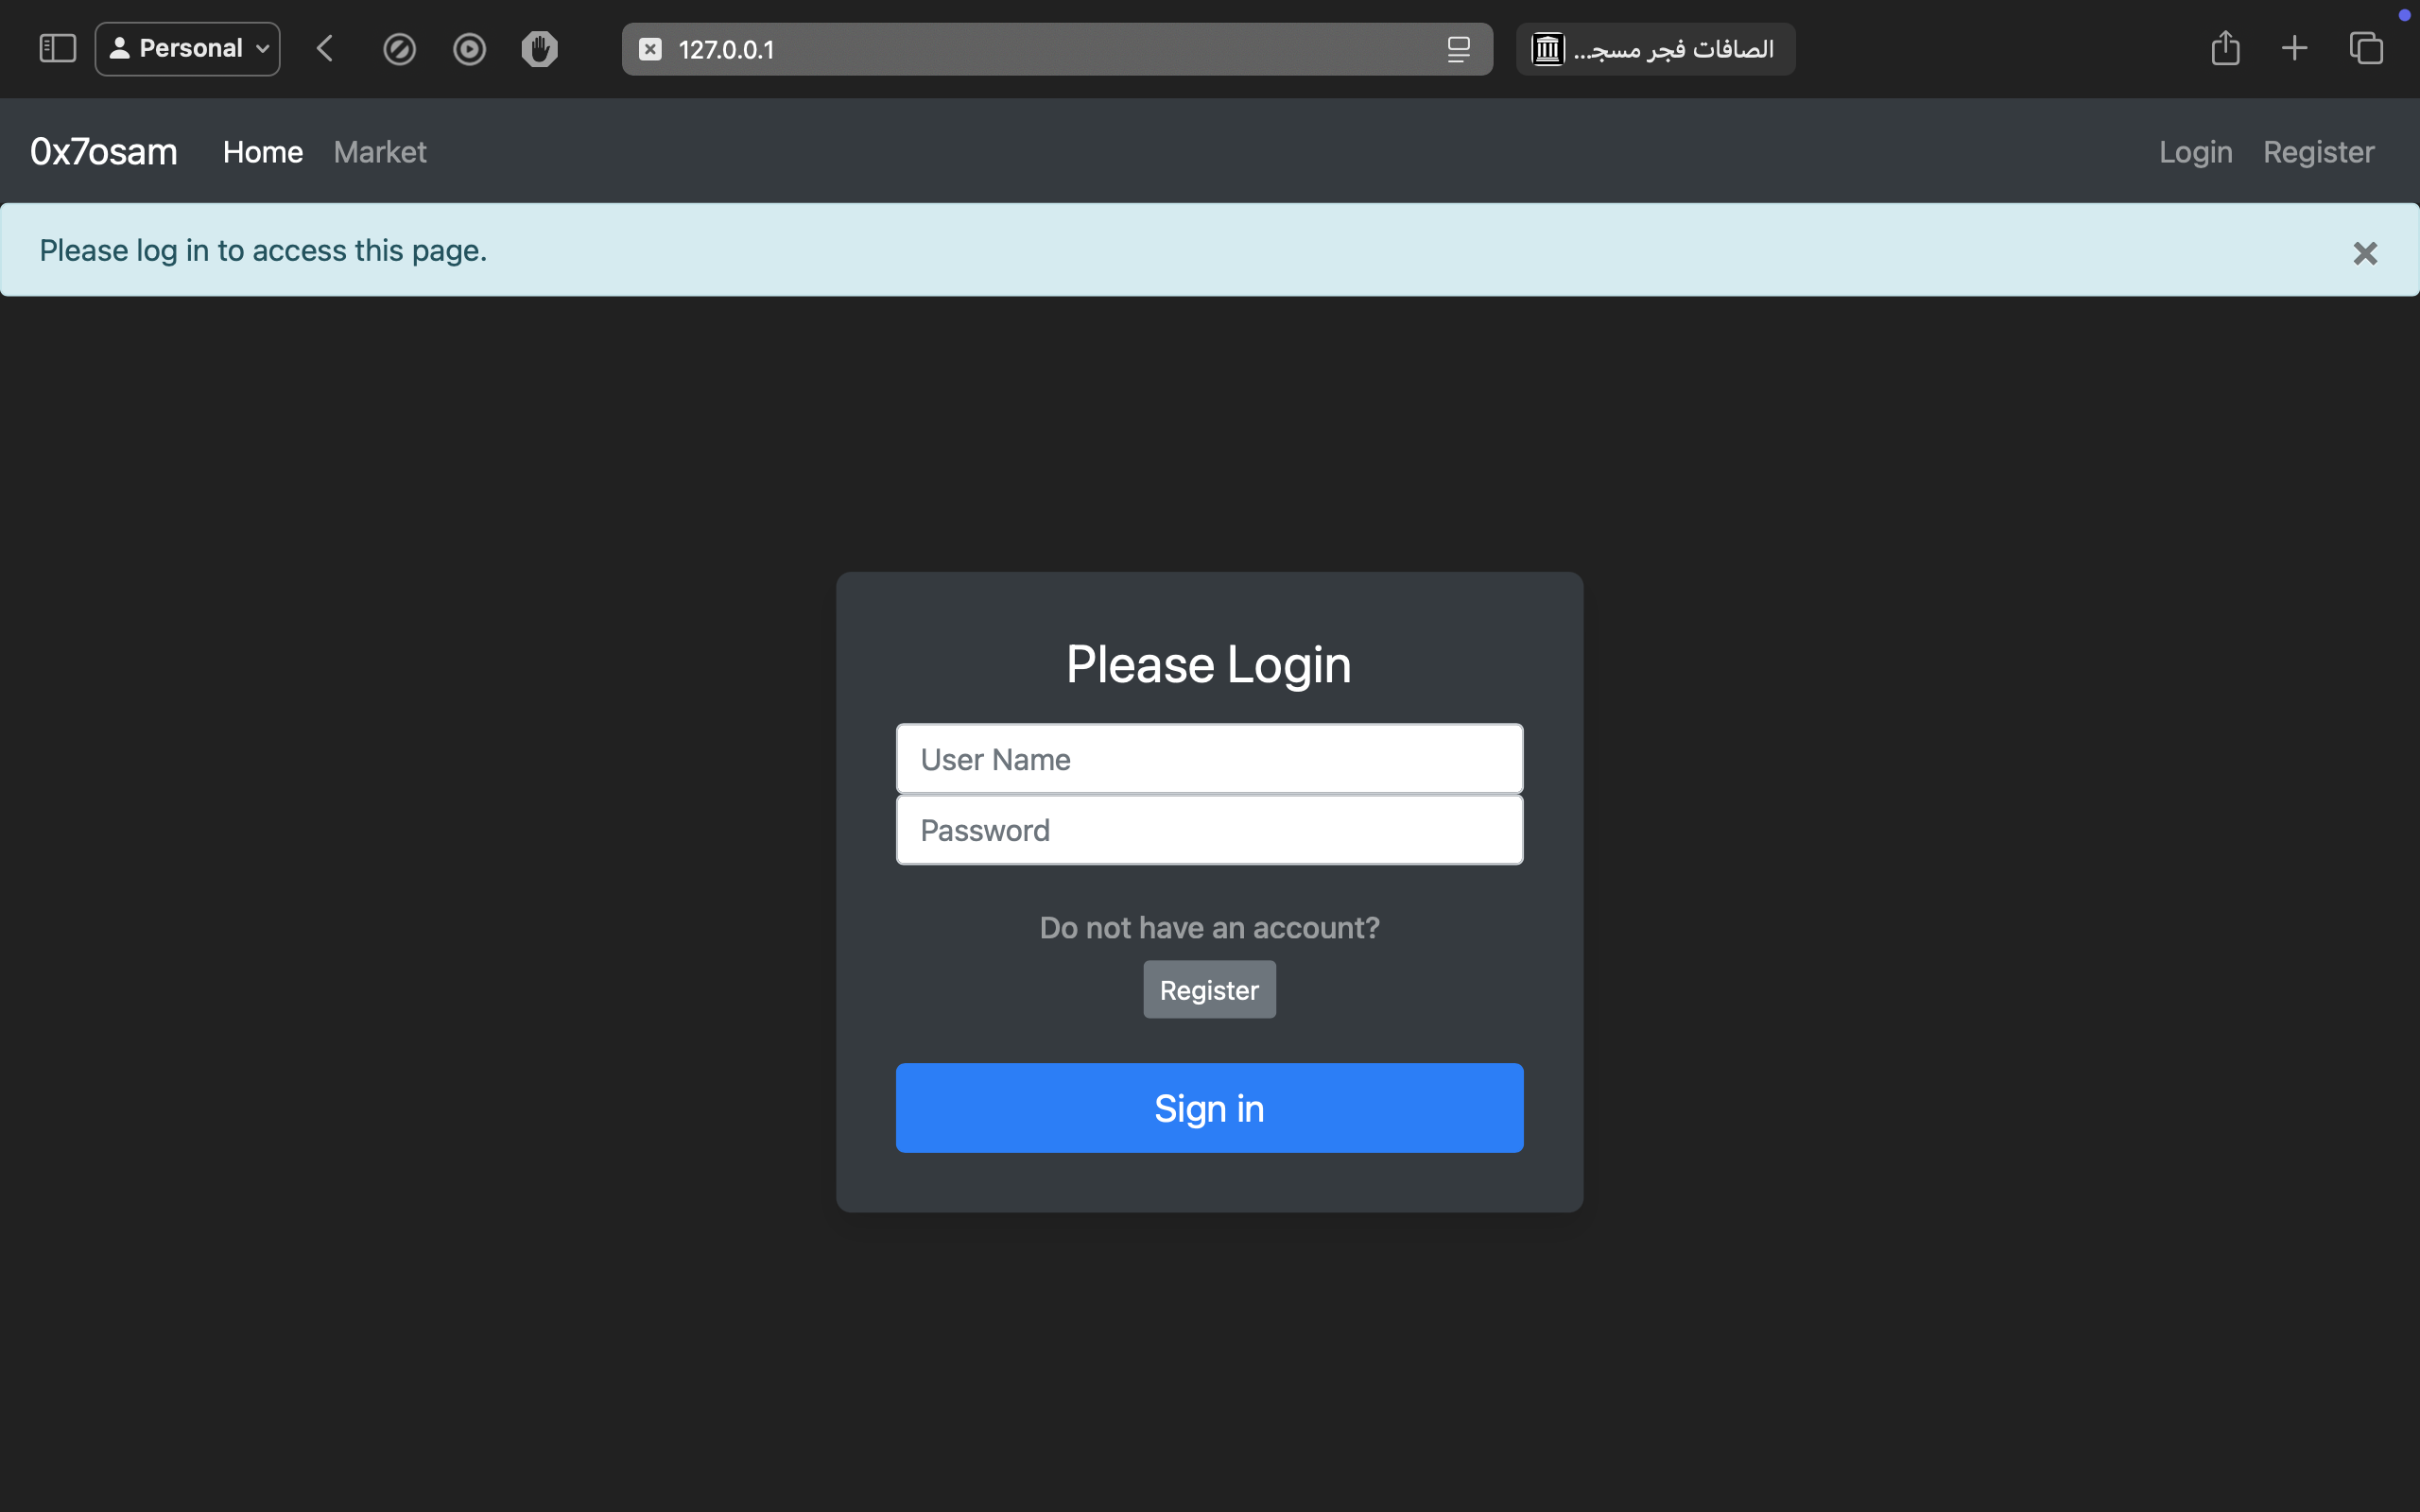 Personal
127.0.0.1
الصافات فجر مسجـ...
0x7osam Home Market Login Register
Please log in to access this page.
Please Login
User Name
Password
Do not have an account?
Register
Sign in